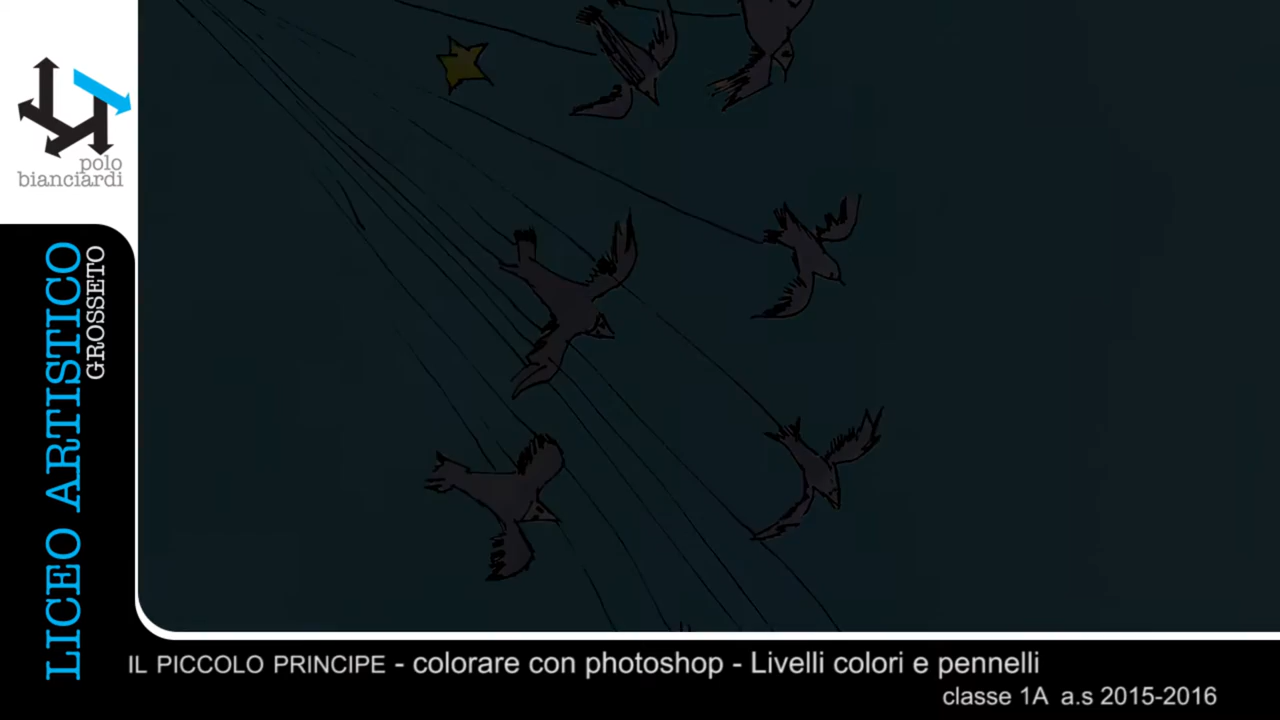 polo
bianciardi
LICEO ARTISTICO
GROSSETO
IL PICCOLO PRINCIPE - colorare con photoshop - Livelli colori e pennelli
classe 1A a.s 2015-2016